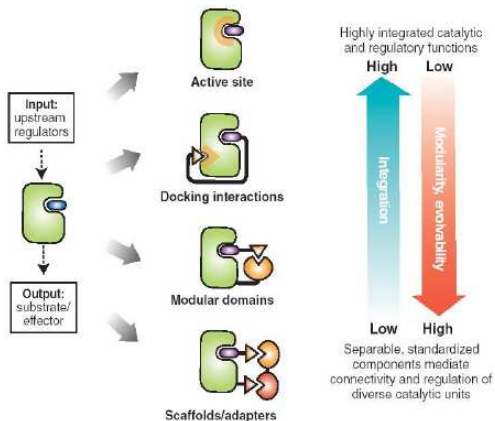 Input:
upstream
regulators
Output:
substrate/
effector
Active site
Docking interactions
Modular domains
Scaffolds/adapters
Highly integrated catalytic
and regulatory functions
High Low
Integration
Modularity, evolvability
Low High
Separable, standardized
components mediate
connectivity and regulation of
diverse catalytic units